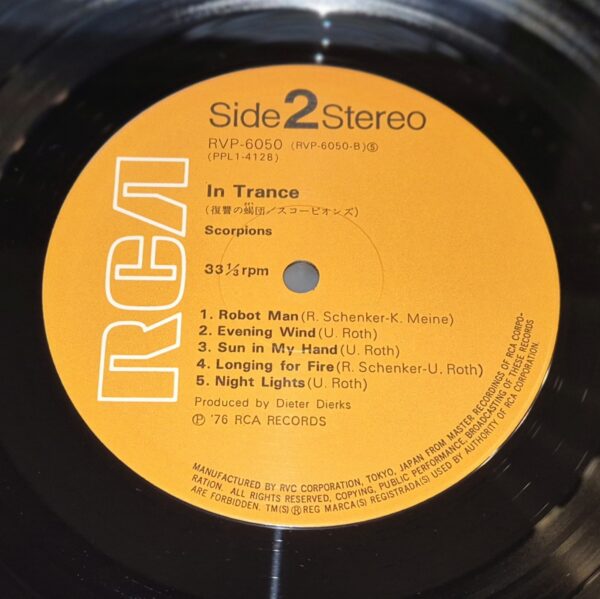 Side 2 Stereo
RVP-6050 (RVP-6050-B)⑤
(PPL1-4128)
RCA
In Trance
(復讐の蝎団/スコーピオンズ)
Scorpions
33⅓ rpm
1. Robot Man (R. Schenker-K. Meine)
2. Evening Wind (U. Roth)
3. Sun in My Hand (U. Roth)
4. Longing for Fire (R. Schenker-U. Roth)
5. Night Lights (U. Roth)
Produced by Dieter Dierks
Ⓟ '76 RCA RECORDS
MANUFACTURED BY RVC CORPORATION, TOKYO, JAPAN FROM MASTER RECORDINGS OF RCA CORPO-
RATION. ALL RIGHTS RESERVED, COPYING, PUBLIC PERFORMANCE, BROADCASTING OF THESE RECORDS
ARE FORBIDDEN. TM(S)®REG MARCA(S) REGISTRADA(S) USED BY AUTHORITY OF RCA CORPORATION.